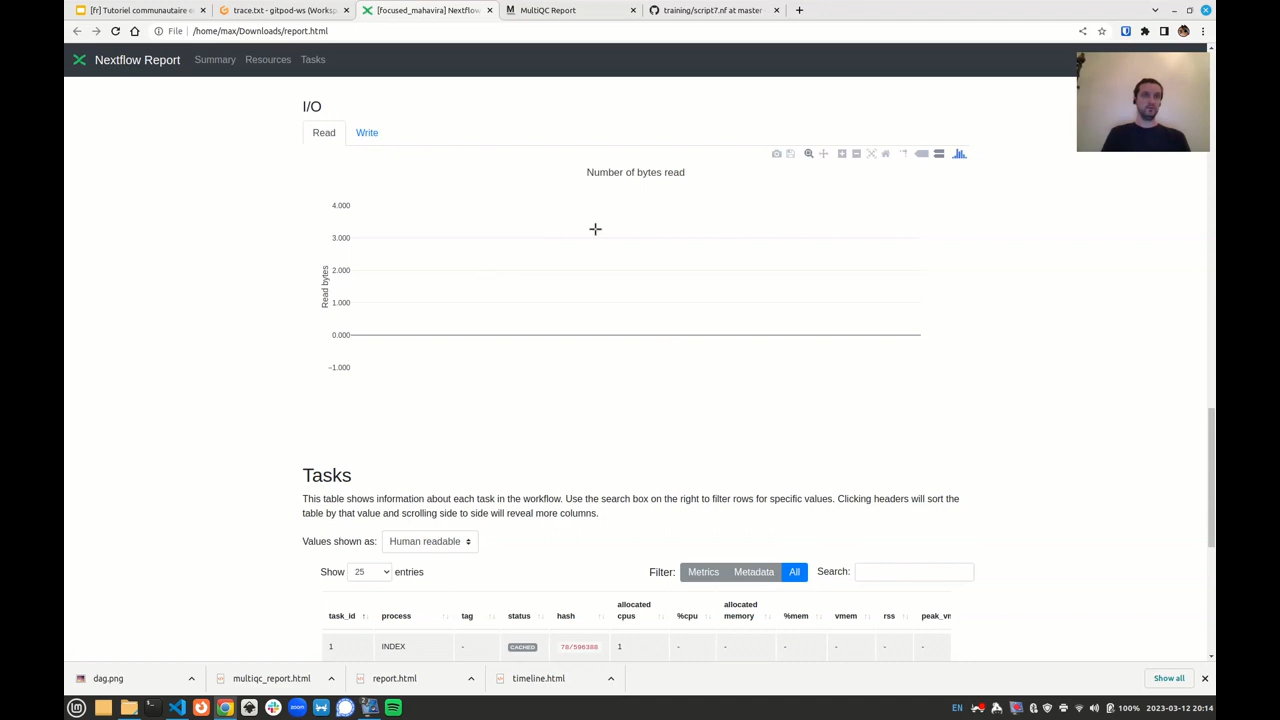 [fr] Tutoriel communautaire e
trace.txt - gitpod-ws (Worksp
[focused_mahavira] Nextflow
MultiQC Report
training/script7.nf at master
File
/home/max/Downloads/report.html
Nextflow Report
Summary
Resources
Tasks
I/O
Read
Write
Number of bytes read
4.000
3.000
2.000
1.000
0.000
−1.000
Read bytes
Tasks
This table shows information about each task in the workflow. Use the search box on the right to filter rows for specific values. Clicking headers will sort the
table by that value and scrolling side to side will reveal more columns.
Values shown as: Human readable
Show 25 entries
Filter: Metrics Metadata All Search:
task_id process tag status hash allocated cpus %cpu allocated memory %mem vmem rss peak_vm
1 INDEX - CACHED 78/596388 1 - - - - - -
dag.png
multiqc_report.html
report.html
timeline.html
Show all
EN 100% 2023-03-12 20:14